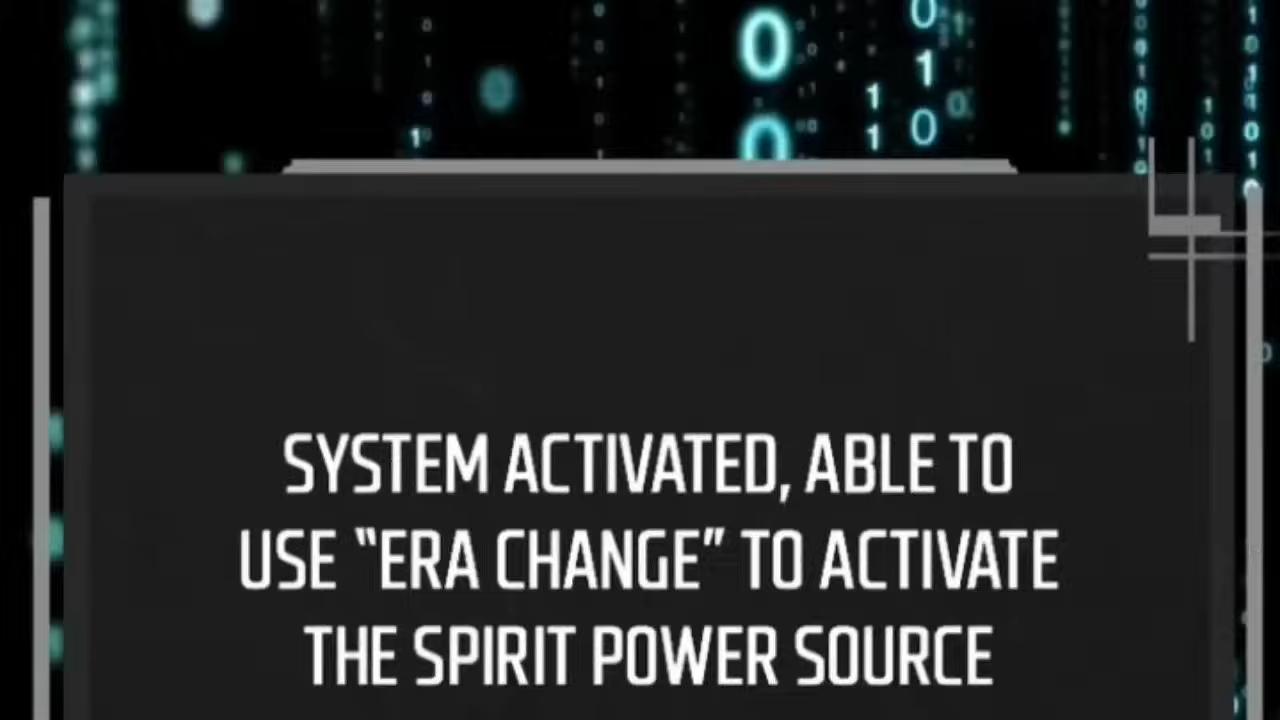 SYSTEM ACTIVATED, ABLE TO
USE “ERA CHANGE” TO ACTIVATE
THE SPIRIT POWER SOURCE